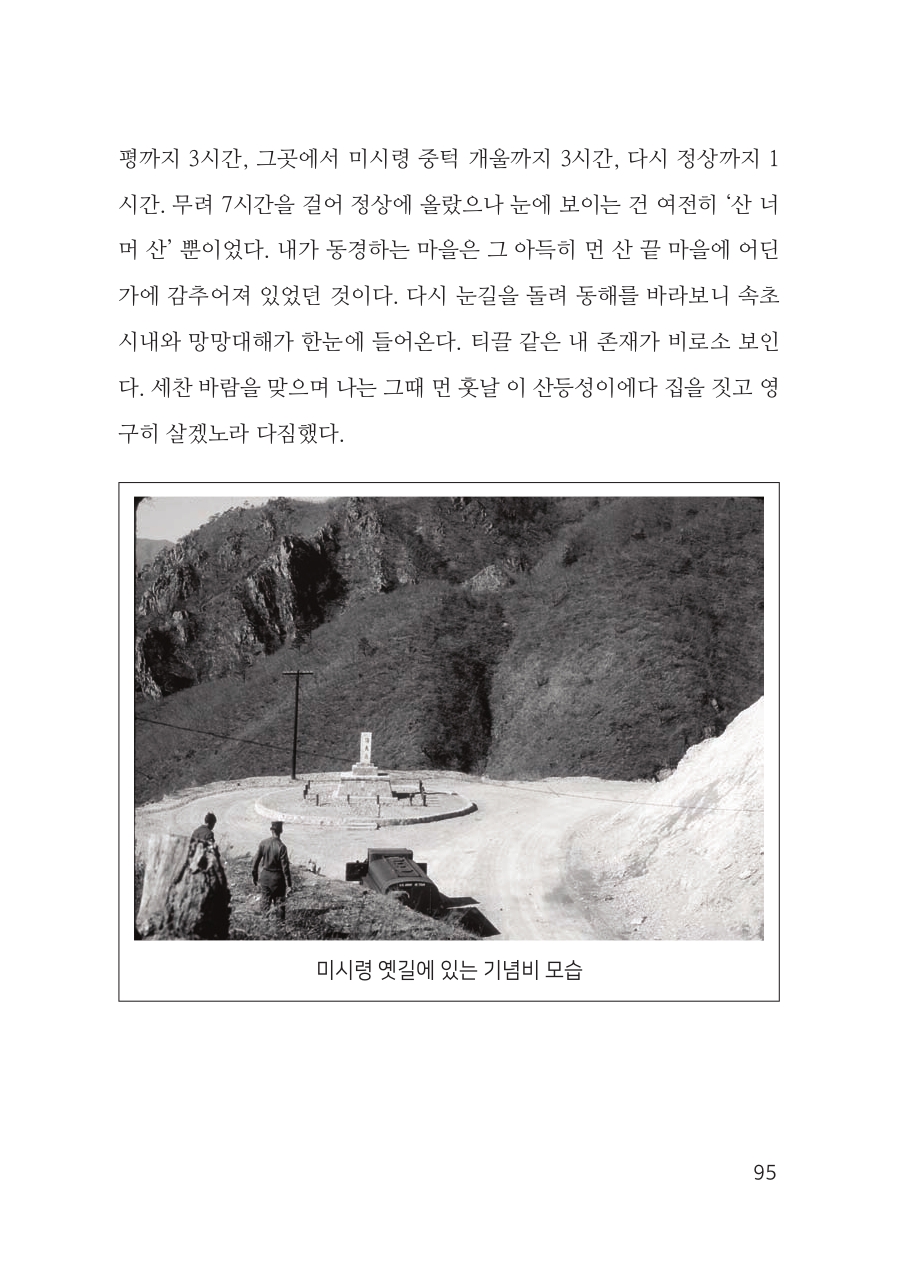 평까지 3시간, 그곳에서 미시령 중턱 개울까지 3시간, 다시 정상까지 1
시간. 무려 7시간을 걸어 정상에 올랐으나 눈에 보이는 건 여전히 ‘산 너
머 산’ 뿐이었다. 내가 동경하는 마을은 그 아득히 먼 산 끝 마을에 어딘
가에 감추어져 있었던 것이다. 다시 눈길을 돌려 동해를 바라보니 속초
시내와 망망대해가 한눈에 들어온다. 티끌 같은 내 존재가 비로소 보인
다. 세찬 바람을 맞으며 나는 그때 먼 훗날 이 산등성이에다 집을 짓고 영
구히 살겠노라 다짐했다.
미시령 옛길에 있는 기념비 모습
95